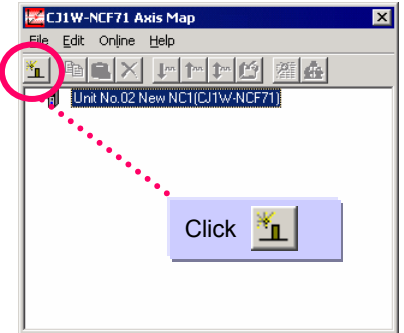 CJ1W-NCF71 Axis Map
File Edit Online Help
Unit No.02 New NC1(CJ1W-NCF71)
Click